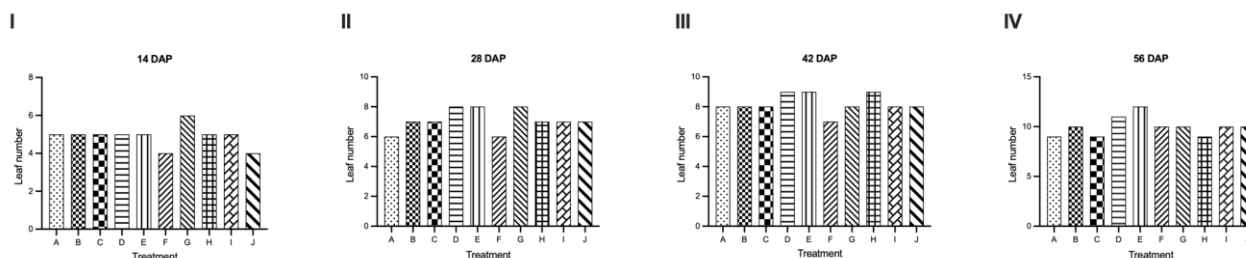 I
14 DAP
Leaf number
8
6
4
2
0
A B C D E F G H I J
Treatment
II
28 DAP
Leaf number
10
8
6
4
2
0
A B C D E F G H I J
Treatment
III
42 DAP
Leaf number
10
8
6
4
2
0
A B C D E F G H I J
Treatment
IV
56 DAP
Leaf number
15
10
5
0
A B C D E F G H I
Treatment